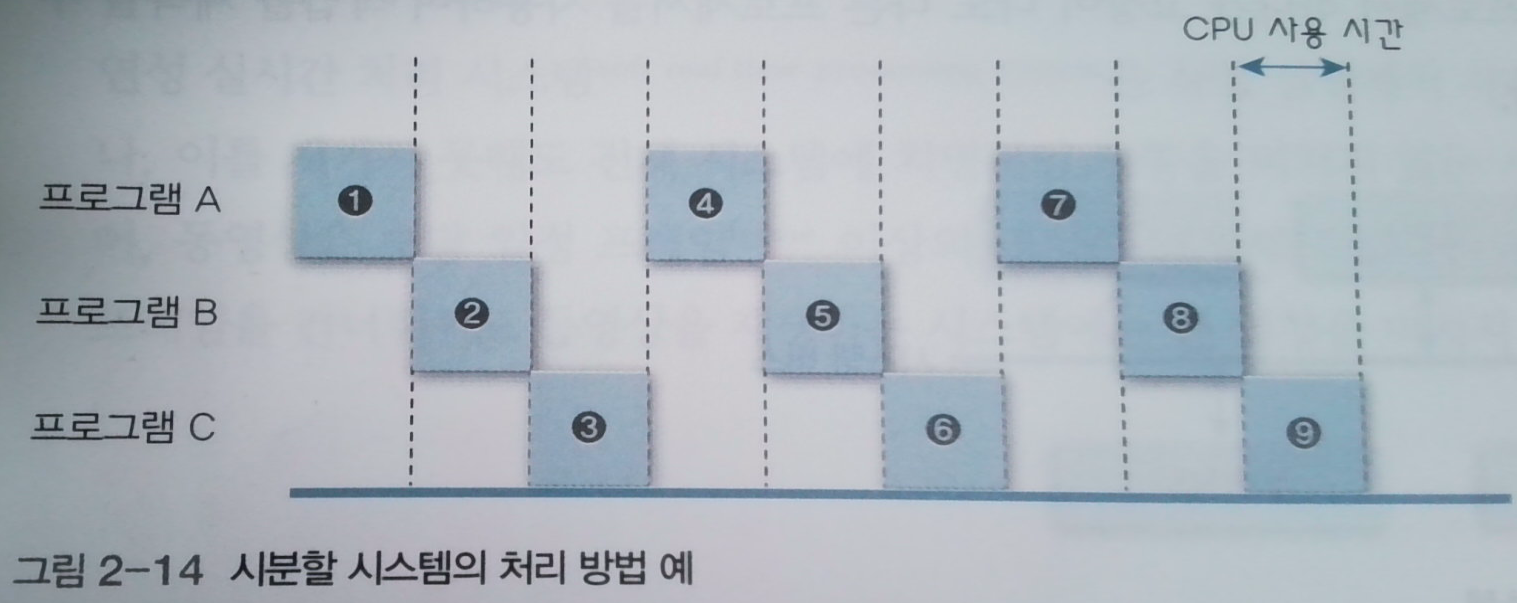 CPU 사용 시간
프로그램 A
❶ ❹ ❼
프로그램 B
❷ ❺ ❽
프로그램 C
❸ ❻ ❾
그림 2-14 시분할 시스템의 처리 방법 예